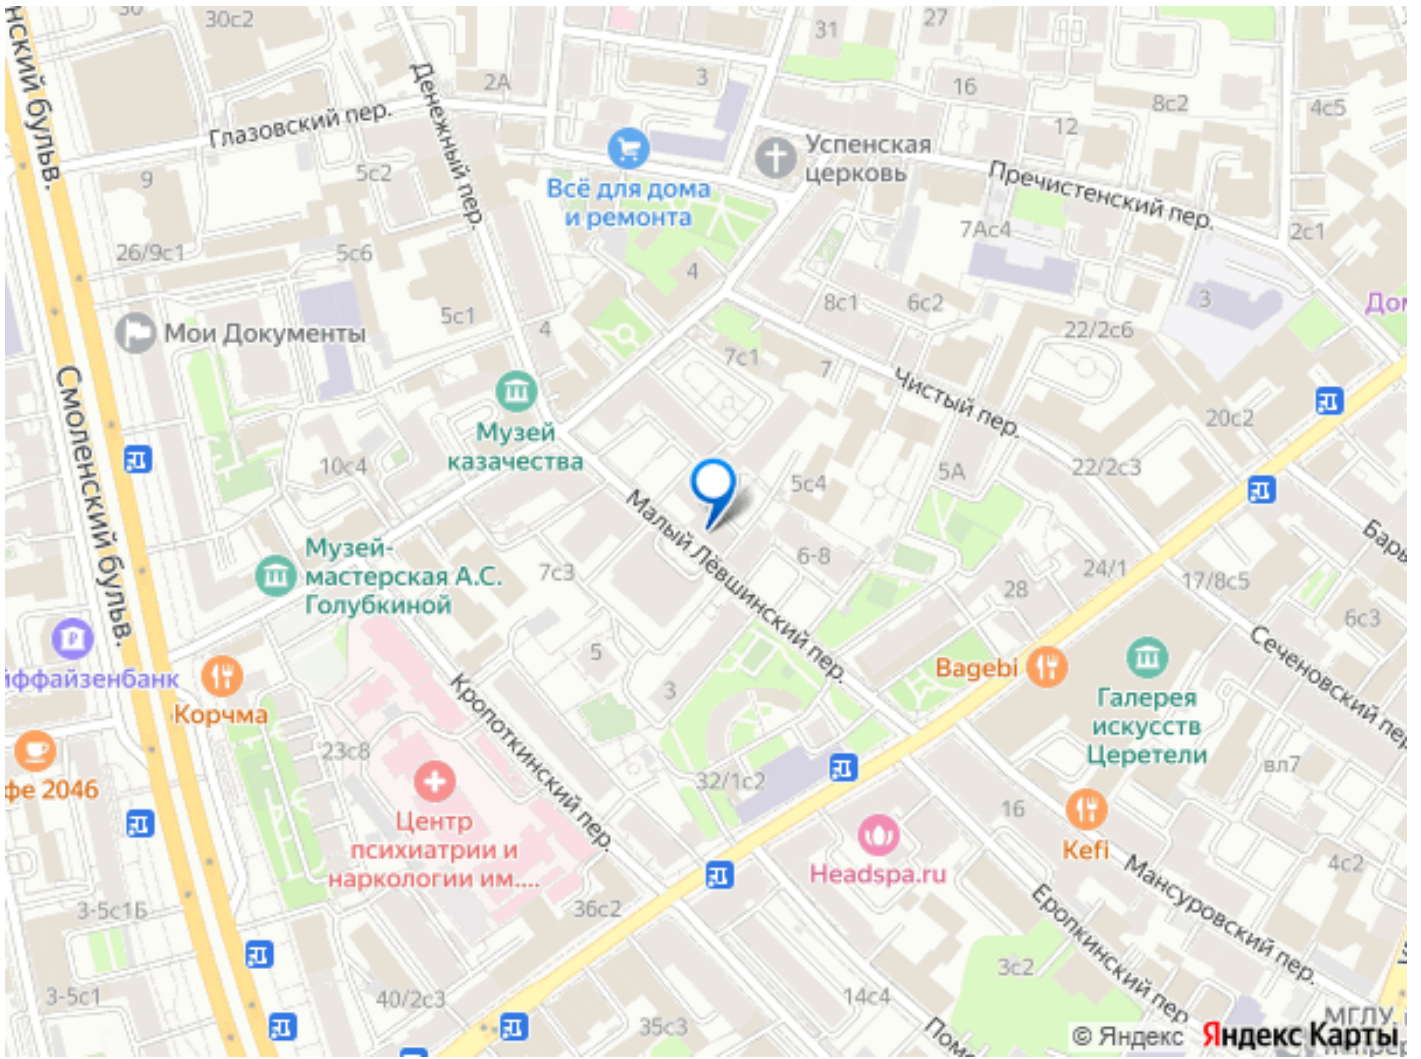 30с2
31
27
Денежный пер.
2А
3
16
8с2
4с5
12
Глазовский пер.
Успенская
церковь
Пречистенский пер.
5с2
9
Всё для дома
и ремонта
7Ас4
2с1
26/9с1
5с6
4
3
8с1
6с2
22/2с6
5с1
4
Мои Документы
7с1
7
Чистый пер.
20с2
Смоленский бульв.
Музей
казачества
10с4
5с4
5А
22/2с3
Малый Лёвшинский пер.
Музей-
мастерская А.С.
Голубкиной
7с3
6-8
24/1
17/8с5
28
6с3
Сеченовский пер.
5
3
Bagebi
Галерея
искусств
Церетели
Корчма
Кропоткинский пер.
23с8
32/1с2
вл7
2046
16
Kefi
Центр
психиатрии и
наркологии им....
Headspa.ru
Мансуровский пер.
4с2
Еропкинский пер.
3-5с1Б
36с2
3с2
3-5с1
40/2с3
14с4
35с3
МГЛУ
© Яндекс Яндекс Карты